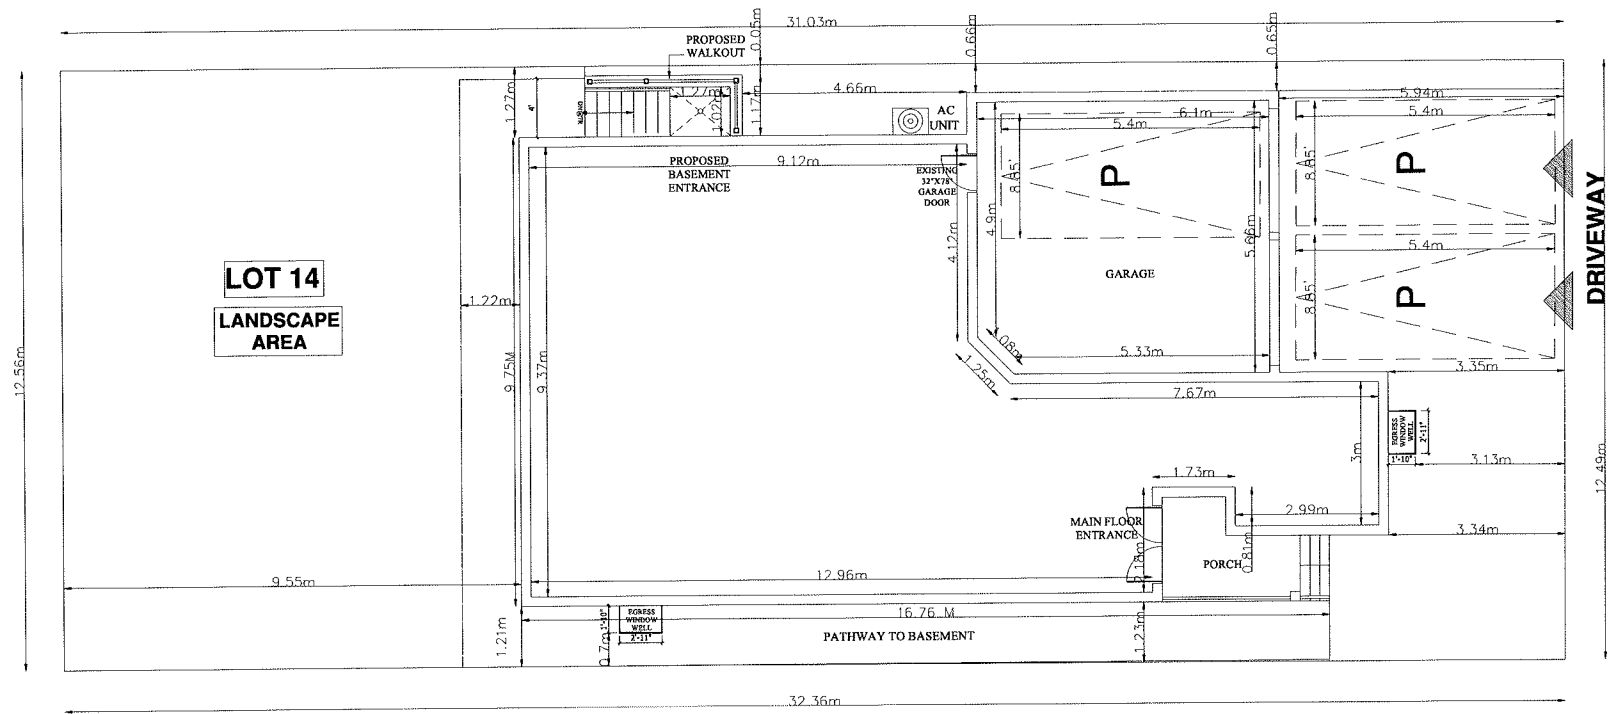 31.03m
0.05m
0.66m
0.65m
PROPOSED
WALKOUT
1.27m
4'
1.27m
1.02m
1.17m
4.66m
AC
UNIT
6.1m
5.4m
5.94m
5.4m
PROPOSED
BASEMENT
ENTRANCE
9.12m
EXISTING
32"X78"
GARAGE
DOOR
8.85'
P
8.85'
P
DRIVEWAY
4.9m
4.12m
5.66m
5.4m
GARAGE
8.85'
P
LOT 14
LANDSCAPE
AREA
1.22m
12.56m
9.75M
9.37m
1.08m
1.25m
5.33m
3.35m
7.67m
EGRESS
WINDOW
WELL
2'-11"
1'-10"
3m
3.13m
12.49m
1.73m
2.99m
MAIN FLOOR
ENTRANCE
2.18m
0.81m
PORCH
3.34m
9.55m
12.96m
1'-10"
EGRESS
WINDOW
WELL
2'-11"
16.76 M
1.21m
0.7m
PATHWAY TO BASEMENT
1.23m
32.36m